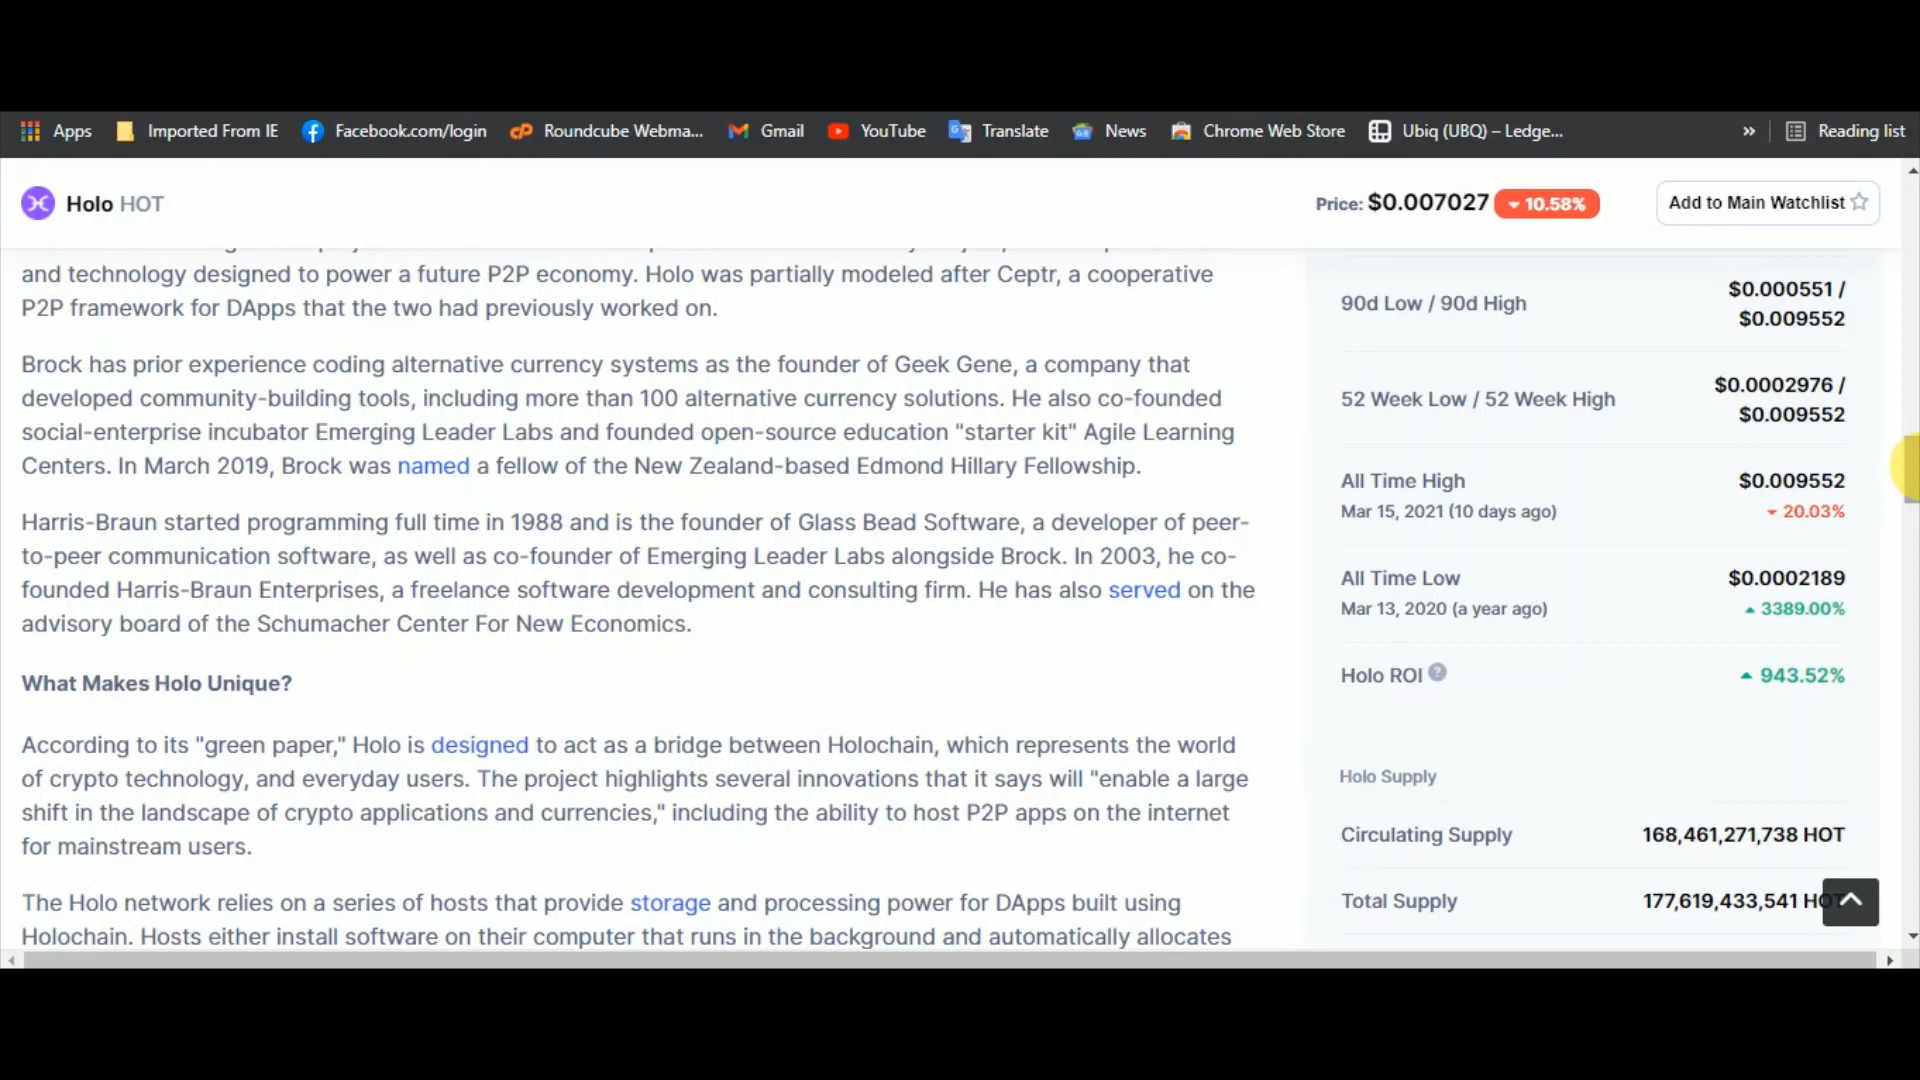 Apps Imported From IE Facebook.com/login Roundcube Webma... Gmail YouTube Translate News Chrome Web Store Ubiq (UBQ) – Ledge... » Reading list
Holo HOT
Price: $0.007027 10.58%
Add to Main Watchlist
and technology designed to power a future P2P economy. Holo was partially modeled after Ceptr, a cooperative
P2P framework for DApps that the two had previously worked on.
Brock has prior experience coding alternative currency systems as the founder of Geek Gene, a company that
developed community-building tools, including more than 100 alternative currency solutions. He also co-founded
social-enterprise incubator Emerging Leader Labs and founded open-source education "starter kit" Agile Learning
Centers. In March 2019, Brock was named a fellow of the New Zealand-based Edmond Hillary Fellowship.
Harris-Braun started programming full time in 1988 and is the founder of Glass Bead Software, a developer of peer-
to-peer communication software, as well as co-founder of Emerging Leader Labs alongside Brock. In 2003, he co-
founded Harris-Braun Enterprises, a freelance software development and consulting firm. He has also served on the
advisory board of the Schumacher Center For New Economics.
What Makes Holo Unique?
According to its "green paper," Holo is designed to act as a bridge between Holochain, which represents the world
of crypto technology, and everyday users. The project highlights several innovations that it says will "enable a large
shift in the landscape of crypto applications and currencies," including the ability to host P2P apps on the internet
for mainstream users.
The Holo network relies on a series of hosts that provide storage and processing power for DApps built using
Holochain. Hosts either install software on their computer that runs in the background and automatically allocates
90d Low / 90d High
$0.000551 /
$0.009552
52 Week Low / 52 Week High
$0.0002976 /
$0.009552
All Time High
$0.009552
Mar 15, 2021 (10 days ago)
20.03%
All Time Low
$0.0002189
Mar 13, 2020 (a year ago)
3389.00%
Holo ROI ?
943.52%
Holo Supply
Circulating Supply
168,461,271,738 HOT
Total Supply
177,619,433,541 HOT